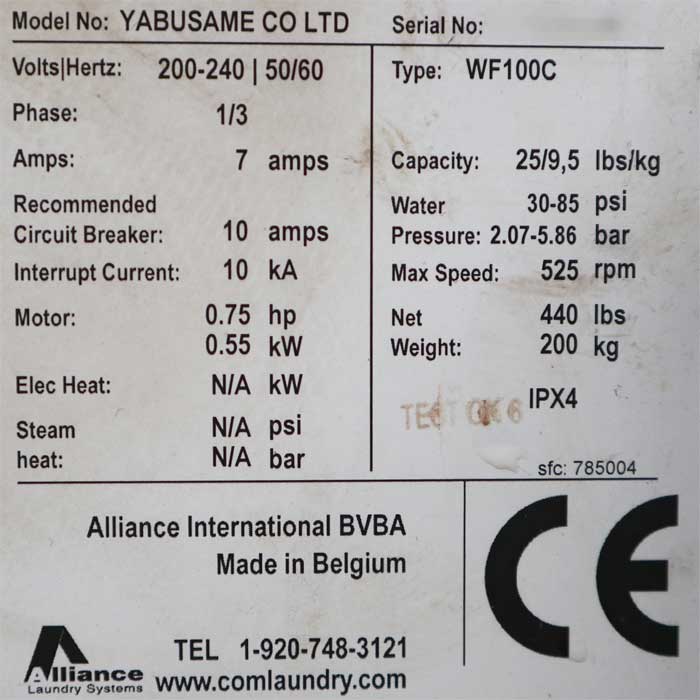 Model No: YABUSAME CO LTD
Serial No:
Volts|Hertz: 200-240 | 50/60
Type: WF100C
Phase: 1/3
Amps: 7 amps
Capacity: 25/9,5 lbs/kg
Recommended
Circuit Breaker: 10 amps
Water 30-85 psi
Pressure: 2.07-5.86 bar
Interrupt Current: 10 kA
Max Speed: 525 rpm
Motor: 0.75 hp
0.55 kW
Net 440 lbs
Weight: 200 kg
Elec Heat: N/A kW
IPX4
TEST OK 6
Steam N/A psi
heat: N/A bar
sfc: 785004
Alliance International BVBA
Made in Belgium
CE
Alliance
Laundry Systems
TEL 1-920-748-3121
www.comlaundry.com